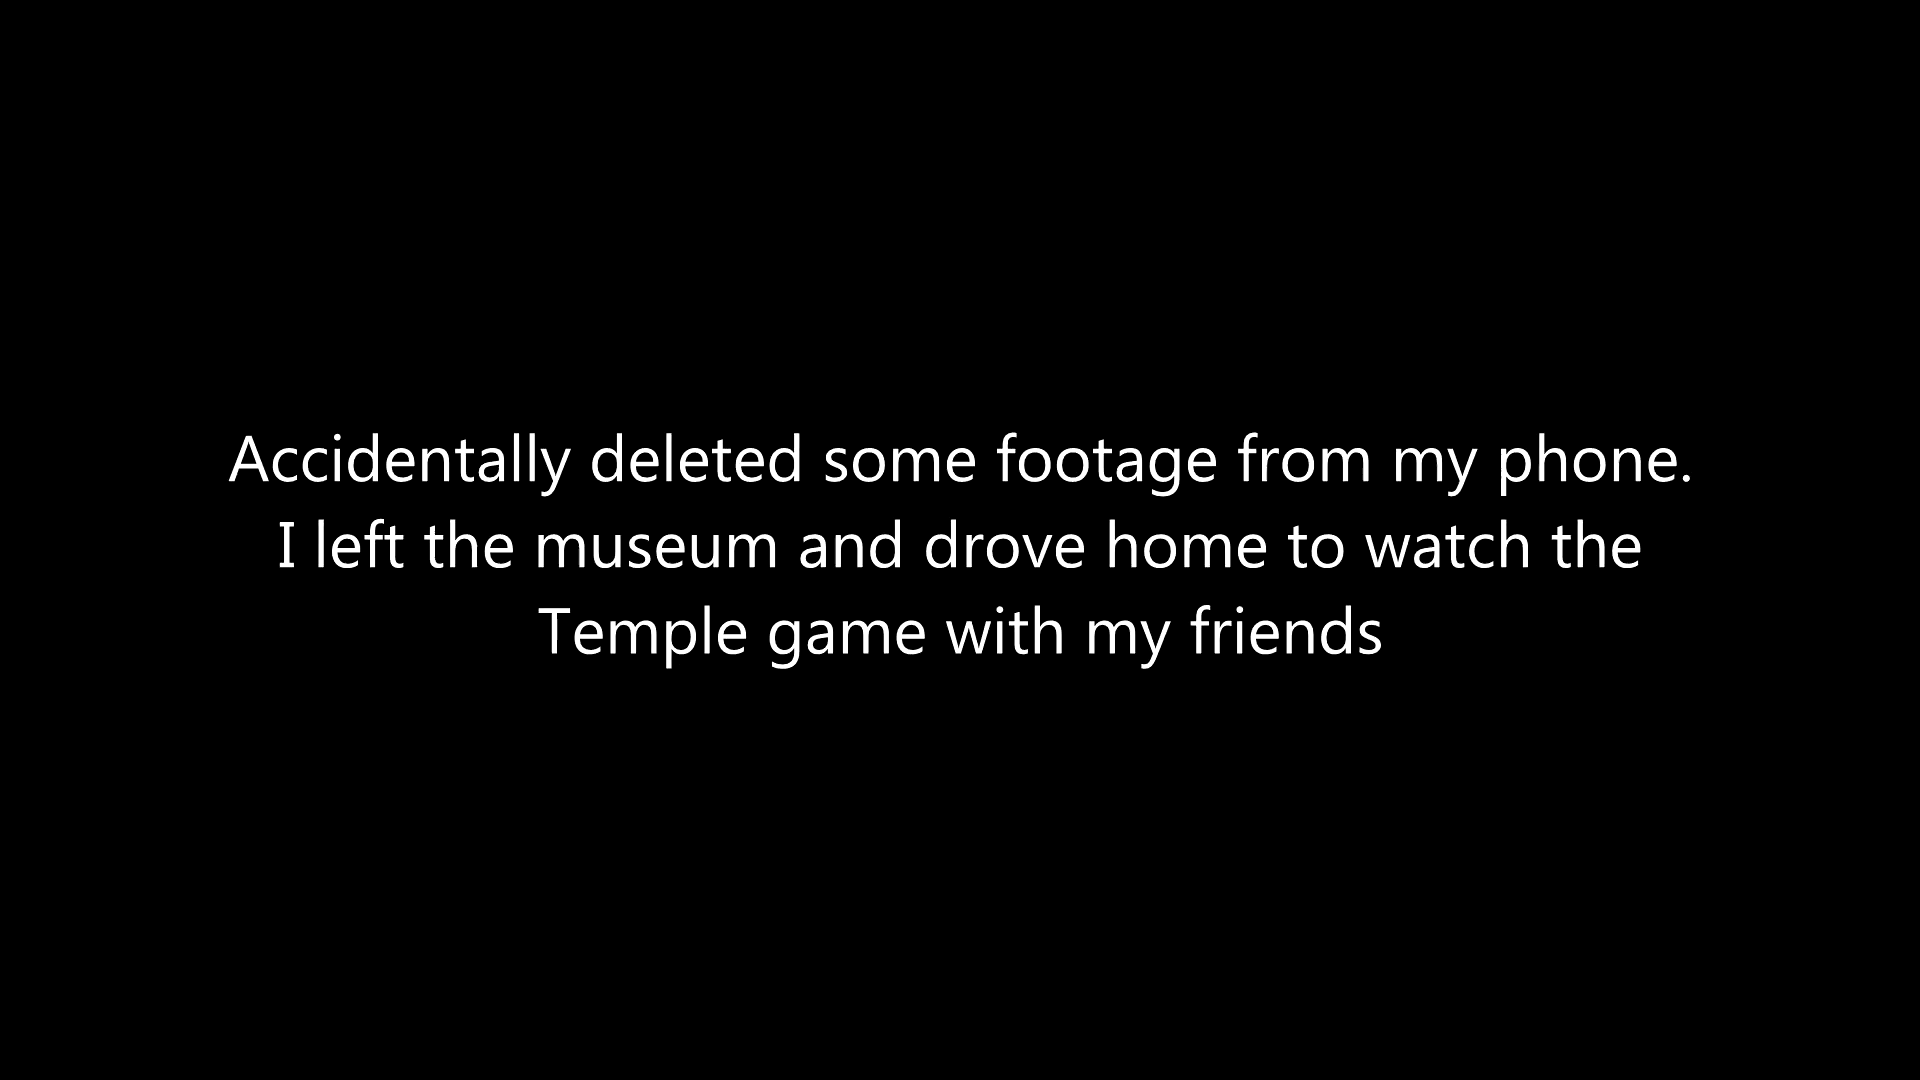 Accidentally deleted some footage from my phone.
I left the museum and drove home to watch the
Temple game with my friends